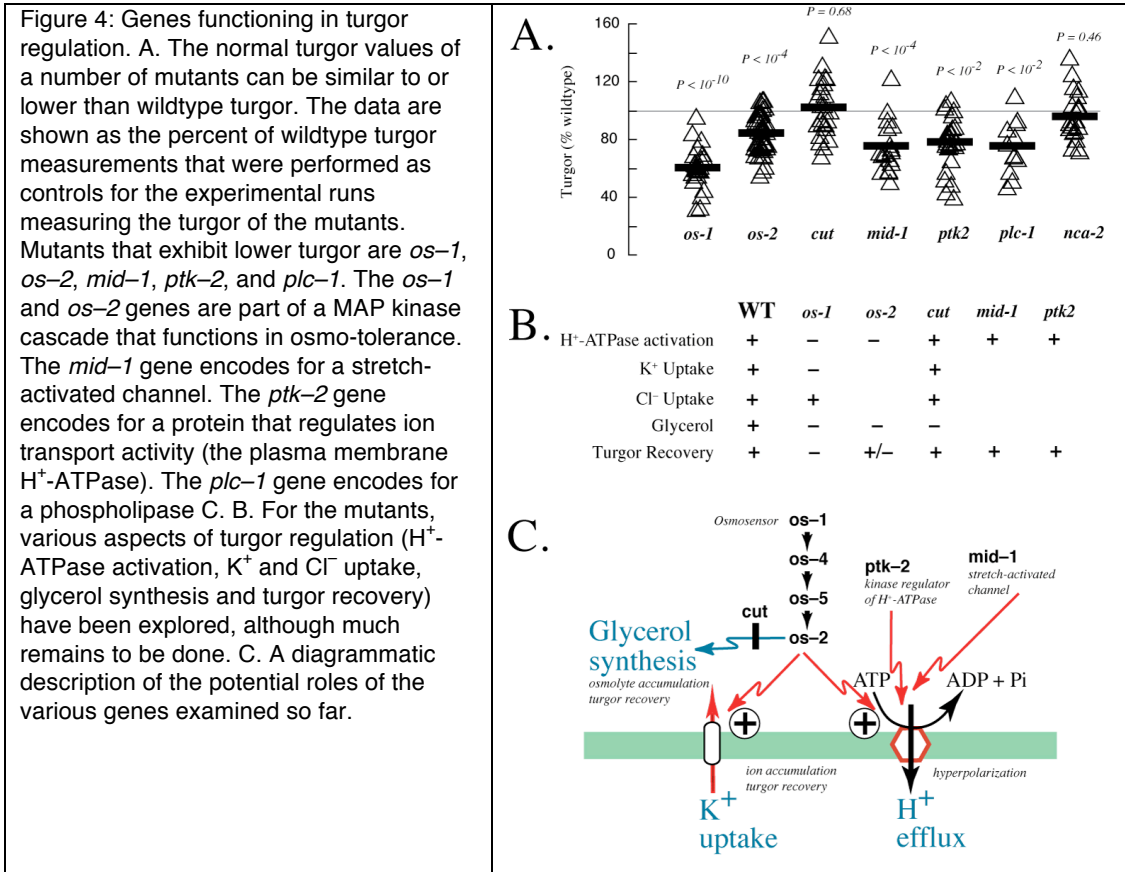 Figure 4: Genes functioning in turgor
regulation. A. The normal turgor values of
a number of mutants can be similar to or
lower than wildtype turgor. The data are
shown as the percent of wildtype turgor
measurements that were performed as
controls for the experimental runs
measuring the turgor of the mutants.
Mutants that exhibit lower turgor are os–1,
os–2, mid–1, ptk–2, and plc–1. The os–1
and os–2 genes are part of a MAP kinase
cascade that functions in osmo-tolerance.
The mid–1 gene encodes for a stretch-
activated channel. The ptk–2 gene
encodes for a protein that regulates ion
transport activity (the plasma membrane
H+-ATPase). The plc–1 gene encodes for
a phospholipase C. B. For the mutants,
various aspects of turgor regulation (H+-
ATPase activation, K+ and Cl– uptake,
glycerol synthesis and turgor recovery)
have been explored, although much
remains to be done. C. A diagrammatic
description of the potential roles of the
various genes examined so far.
A.
Turgor (% wildtype)
160
120
80
40
0
P < 10-10
P < 10-4
P = 0.68
P < 10-4
P < 10-2
P < 10-2
P = 0.46
os-1 os-2 cut mid-1 ptk2 plc-1 nca-2
B.
WT os-1 os-2 cut mid-1 ptk2
H+-ATPase activation + – – + + +
K+ Uptake + – +
Cl– Uptake + + +
Glycerol + – – –
Turgor Recovery + – +/– + + +
C.
Osmosensor os–1
os–4
os–5
os–2
cut
Glycerol
synthesis
osmolyte accumulation
turgor recovery
ptk–2
kinase regulator
of H+-ATPase
mid–1
stretch-activated
channel
ATP
ADP + Pi
+
+
ion accumulation
turgor recovery
hyperpolarization
K+
uptake
H+
efflux